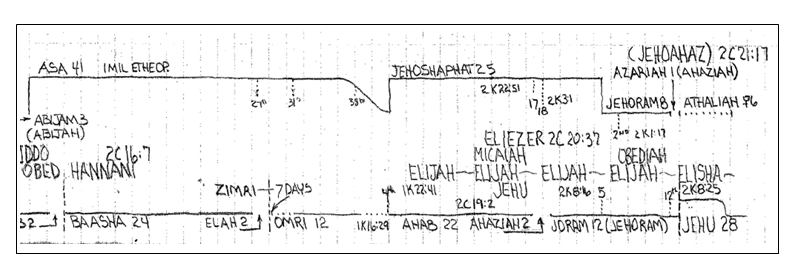 (JEHOAHAZ) 2C21:17
ASA 41 1 MIL ETHEOP. JEHOSHAPHAT 25 AZARIAH 1 (AHAZIAH)
2K22:51
27th 31st 38th 17 18 2K31 JEHORAM 8 ATHALIAH 6
ABIJAM 3
(ABIJAH)
2nd 2K1:17
ELIEZER 2C20:37
IDDO 2C16:7 MICAIAH OBEDIAH
OBED HANNANI ELIJAH ELIJAH ELIJAH ELIJAH ELISHA
ZIMRI 7 DAYS 4th 1K22:41 JEHU 2K8:16 5 12th 2K8:25
2C19:2
32 BAASHA 24 ELAH 2 OMRI 12 1K16:29 AHAB 22 AHAZIAH 2 JORAM 12 (JEHORAM) JEHU 28